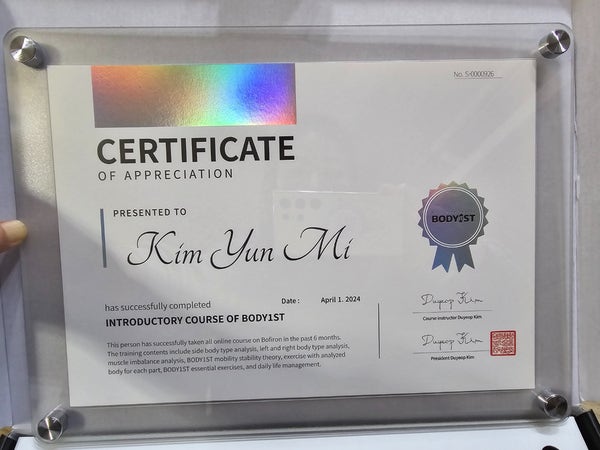 No. S-0000926
CERTIFICATE
OF APPRECIATION
PRESENTED TO
Kim Yun Mi
BODY1ST
has successfully completed
Date : April 1. 2024
INTRODUCTORY COURSE OF BODY1ST
This person has successfully taken all online course on Bofiron in the past 6 months.
The training contents include side body type analysis, left and right body type analysis,
muscle imbalance analysis, BODY1ST mobility stability theory, exercise with analyzed
body for each part, BODY1ST essential exercises, and daily life management.
Duyeop Kim
Course instructor Duyeop Kim
Duyeop Kim
President Duyeop Kim